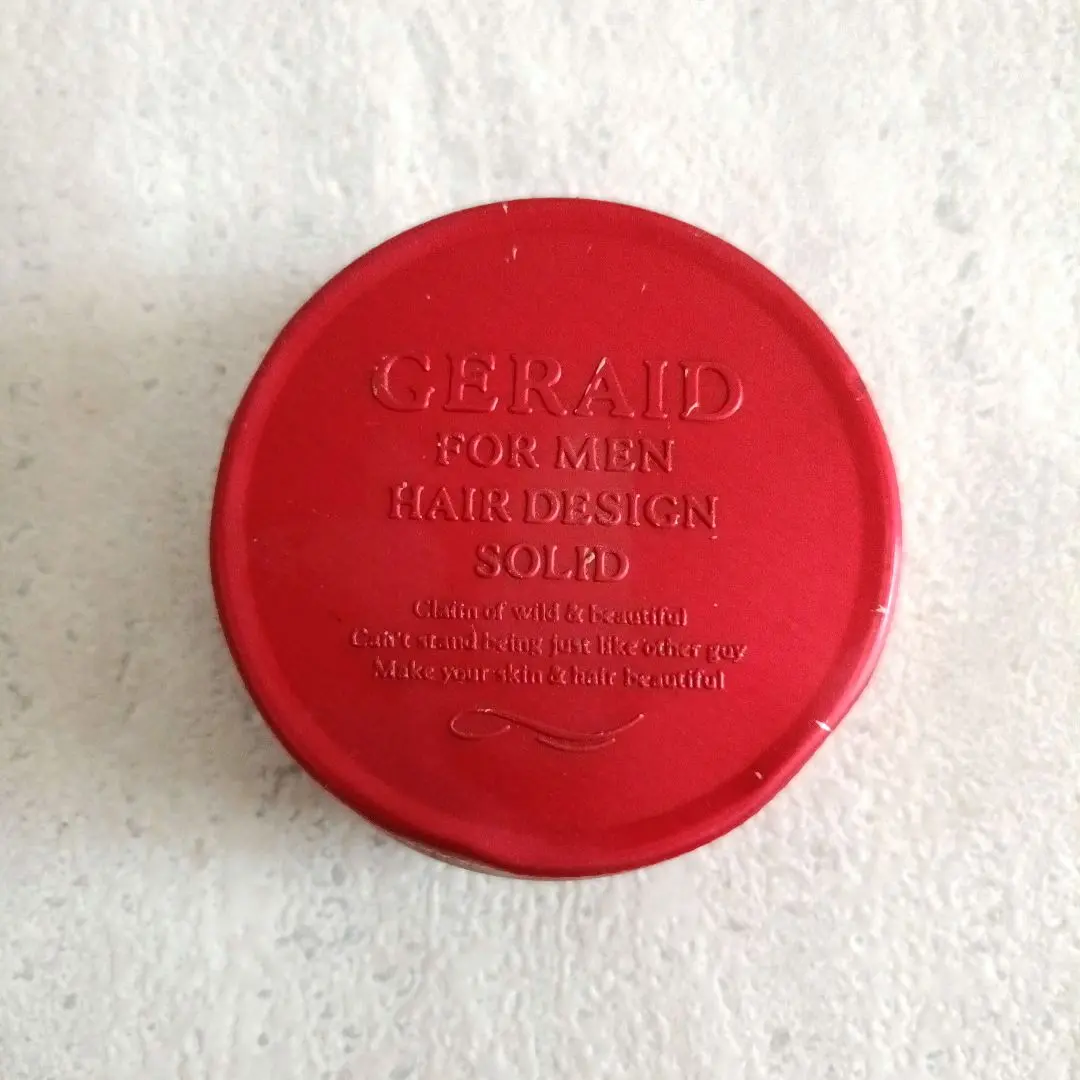 GERAID
FOR MEN
HAIR DESIGN
SOLID
Claim of wild & beautiful
Can't stand being just like other guy
Make your skin & hair beautiful